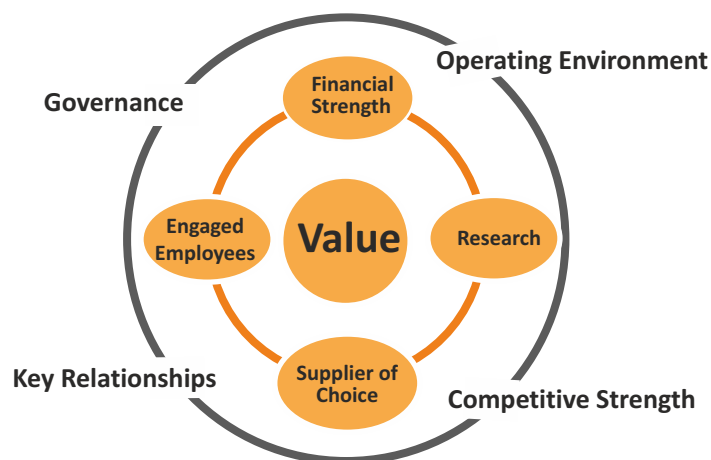 Operating Environment
Financial
Strength
Governance
Engaged
Employees
Value
Research
Supplier of
Choice
Key Relationships
Competitive Strength